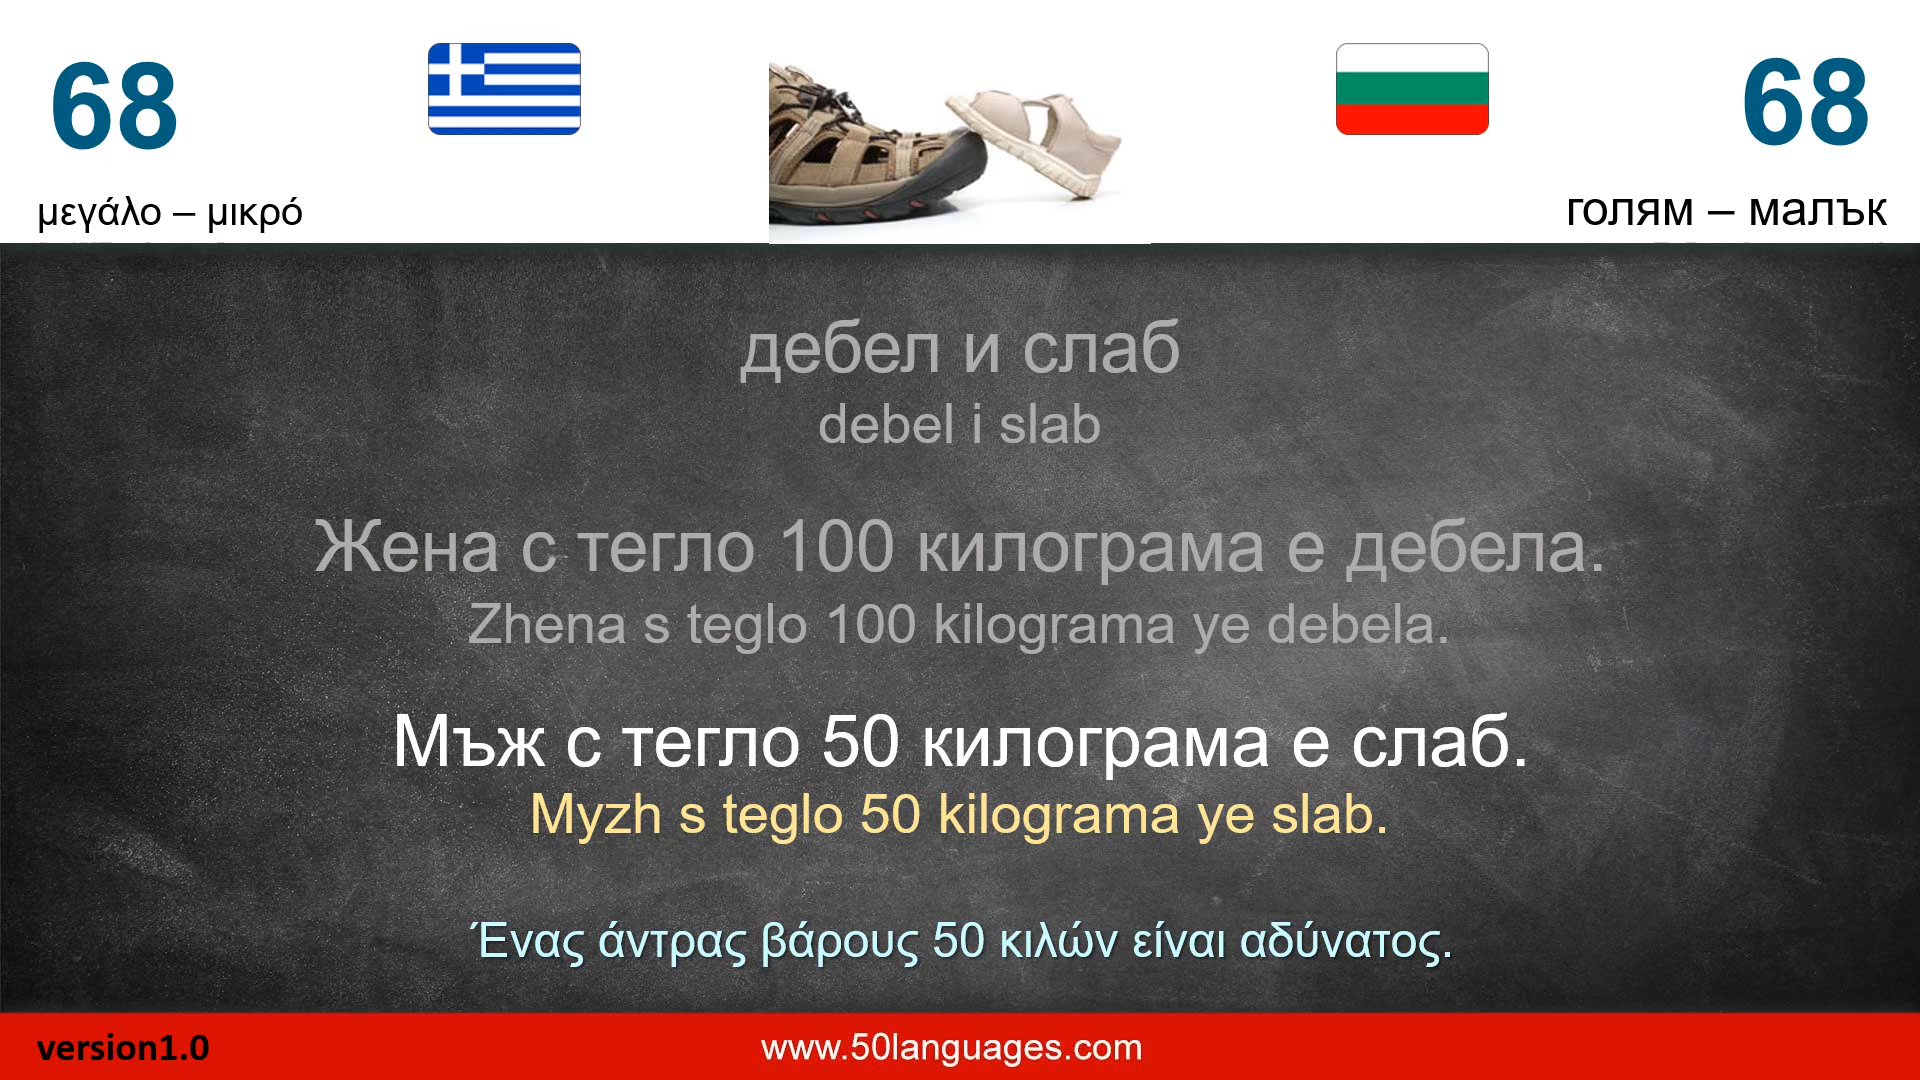 68
68
μεγάλο – μικρό
голям – малък
дебел и слаб
debel i slab
Жена с тегло 100 килограма е дебела.
Zhena s teglo 100 kilograma ye debela.
Мъж с тегло 50 килограма е слаб.
Myzh s teglo 50 kilograma ye slab.
Ένας άντρας βάρους 50 κιλών είναι αδύνατος.
version1.0
www.50languages.com